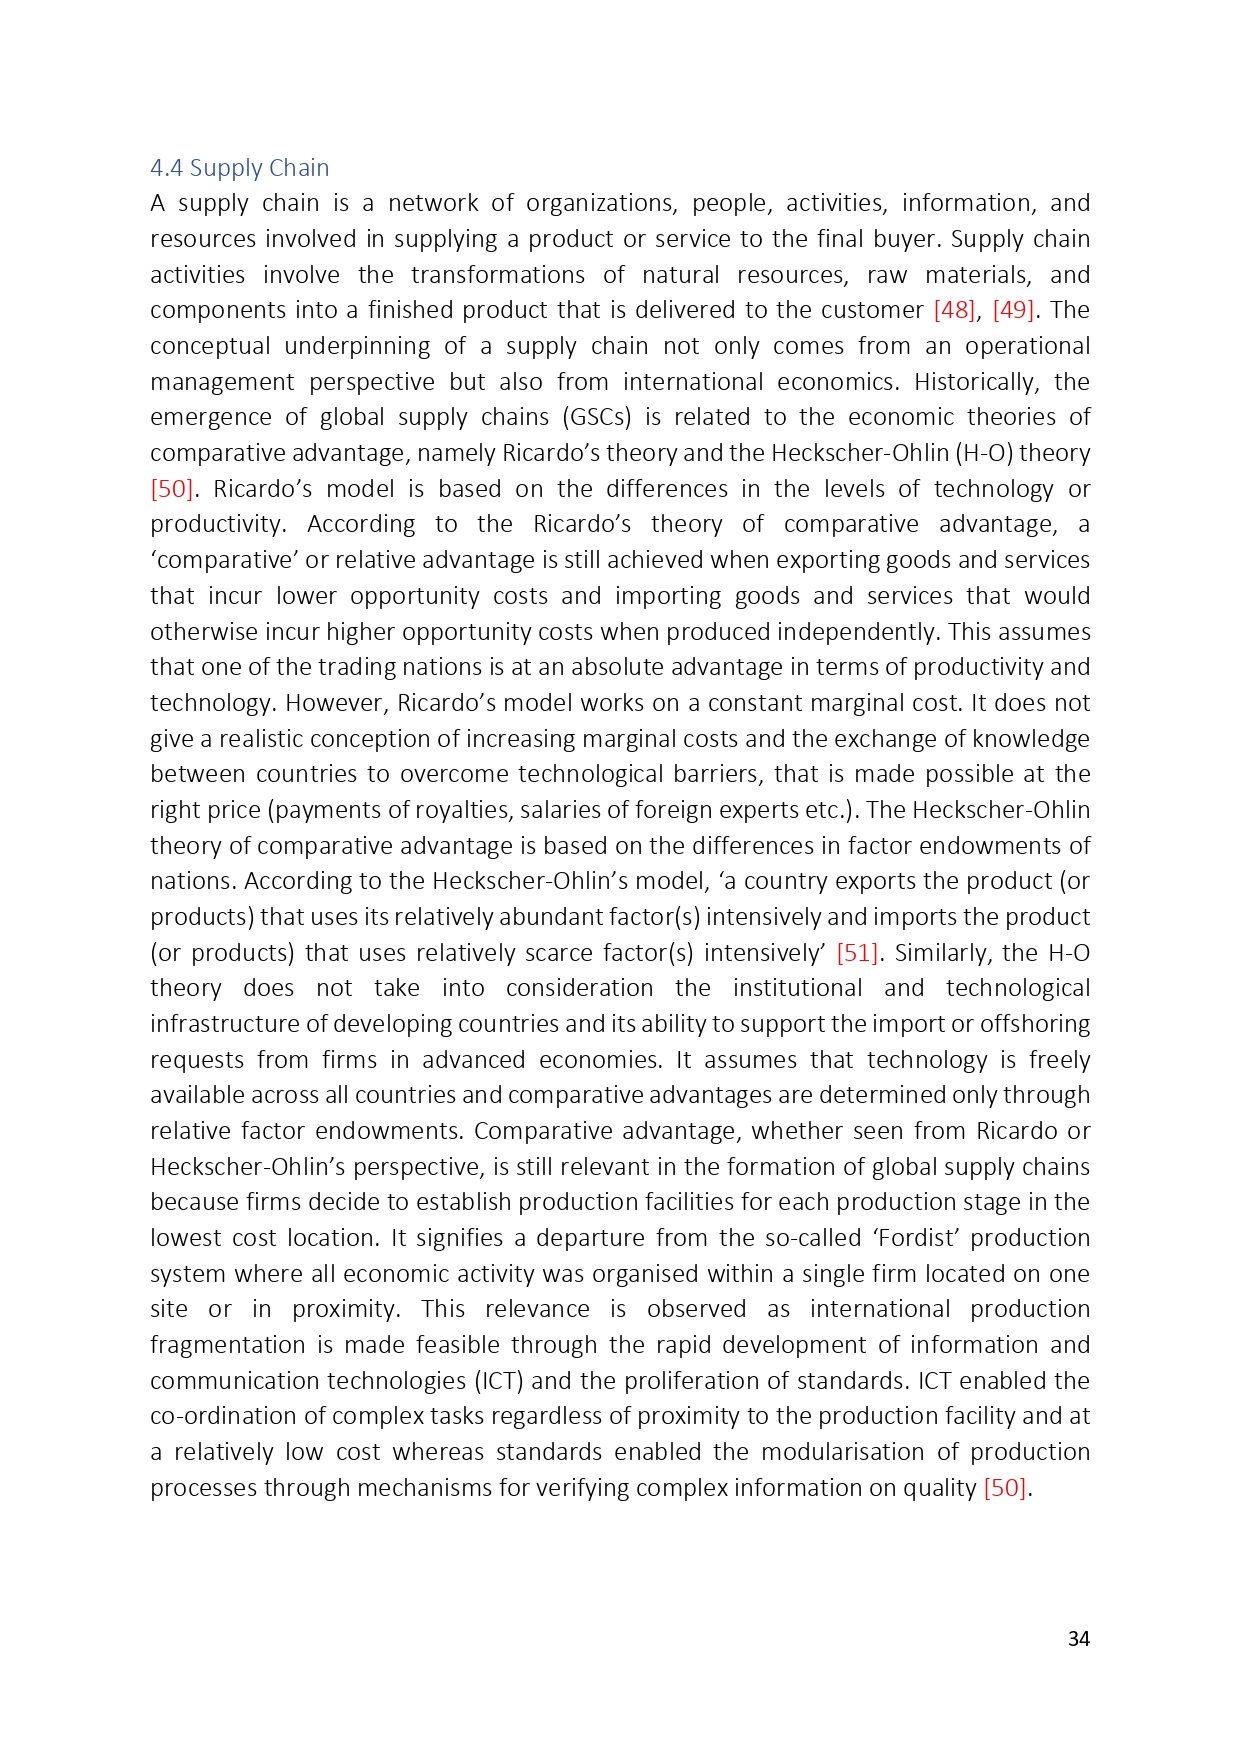 4.4 Supply Chain
A supply chain is a network of organizations, people, activities, information, and
resources involved in supplying a product or service to the final buyer. Supply chain
activities involve the transformations of natural resources, raw materials, and
components into a finished product that is delivered to the customer [48], [49]. The
conceptual underpinning of a supply chain not only comes from an operational
management perspective but also from international economics. Historically, the
emergence of global supply chains (GSCs) is related to the economic theories of
comparative advantage, namely Ricardo’s theory and the Heckscher-Ohlin (H-O) theory
[50]. Ricardo’s model is based on the differences in the levels of technology or
productivity. According to the Ricardo’s theory of comparative advantage, a
‘comparative’ or relative advantage is still achieved when exporting goods and services
that incur lower opportunity costs and importing goods and services that would
otherwise incur higher opportunity costs when produced independently. This assumes
that one of the trading nations is at an absolute advantage in terms of productivity and
technology. However, Ricardo’s model works on a constant marginal cost. It does not
give a realistic conception of increasing marginal costs and the exchange of knowledge
between countries to overcome technological barriers, that is made possible at the
right price (payments of royalties, salaries of foreign experts etc.). The Heckscher-Ohlin
theory of comparative advantage is based on the differences in factor endowments of
nations. According to the Heckscher-Ohlin’s model, ‘a country exports the product (or
products) that uses its relatively abundant factor(s) intensively and imports the product
(or products) that uses relatively scarce factor(s) intensively’ [51]. Similarly, the H-O
theory does not take into consideration the institutional and technological
infrastructure of developing countries and its ability to support the import or offshoring
requests from firms in advanced economies. It assumes that technology is freely
available across all countries and comparative advantages are determined only through
relative factor endowments. Comparative advantage, whether seen from Ricardo or
Heckscher-Ohlin’s perspective, is still relevant in the formation of global supply chains
because firms decide to establish production facilities for each production stage in the
lowest cost location. It signifies a departure from the so-called ‘Fordist’ production
system where all economic activity was organised within a single firm located on one
site or in proximity. This relevance is observed as international production
fragmentation is made feasible through the rapid development of information and
communication technologies (ICT) and the proliferation of standards. ICT enabled the
co-ordination of complex tasks regardless of proximity to the production facility and at
a relatively low cost whereas standards enabled the modularisation of production
processes through mechanisms for verifying complex information on quality [50].
34